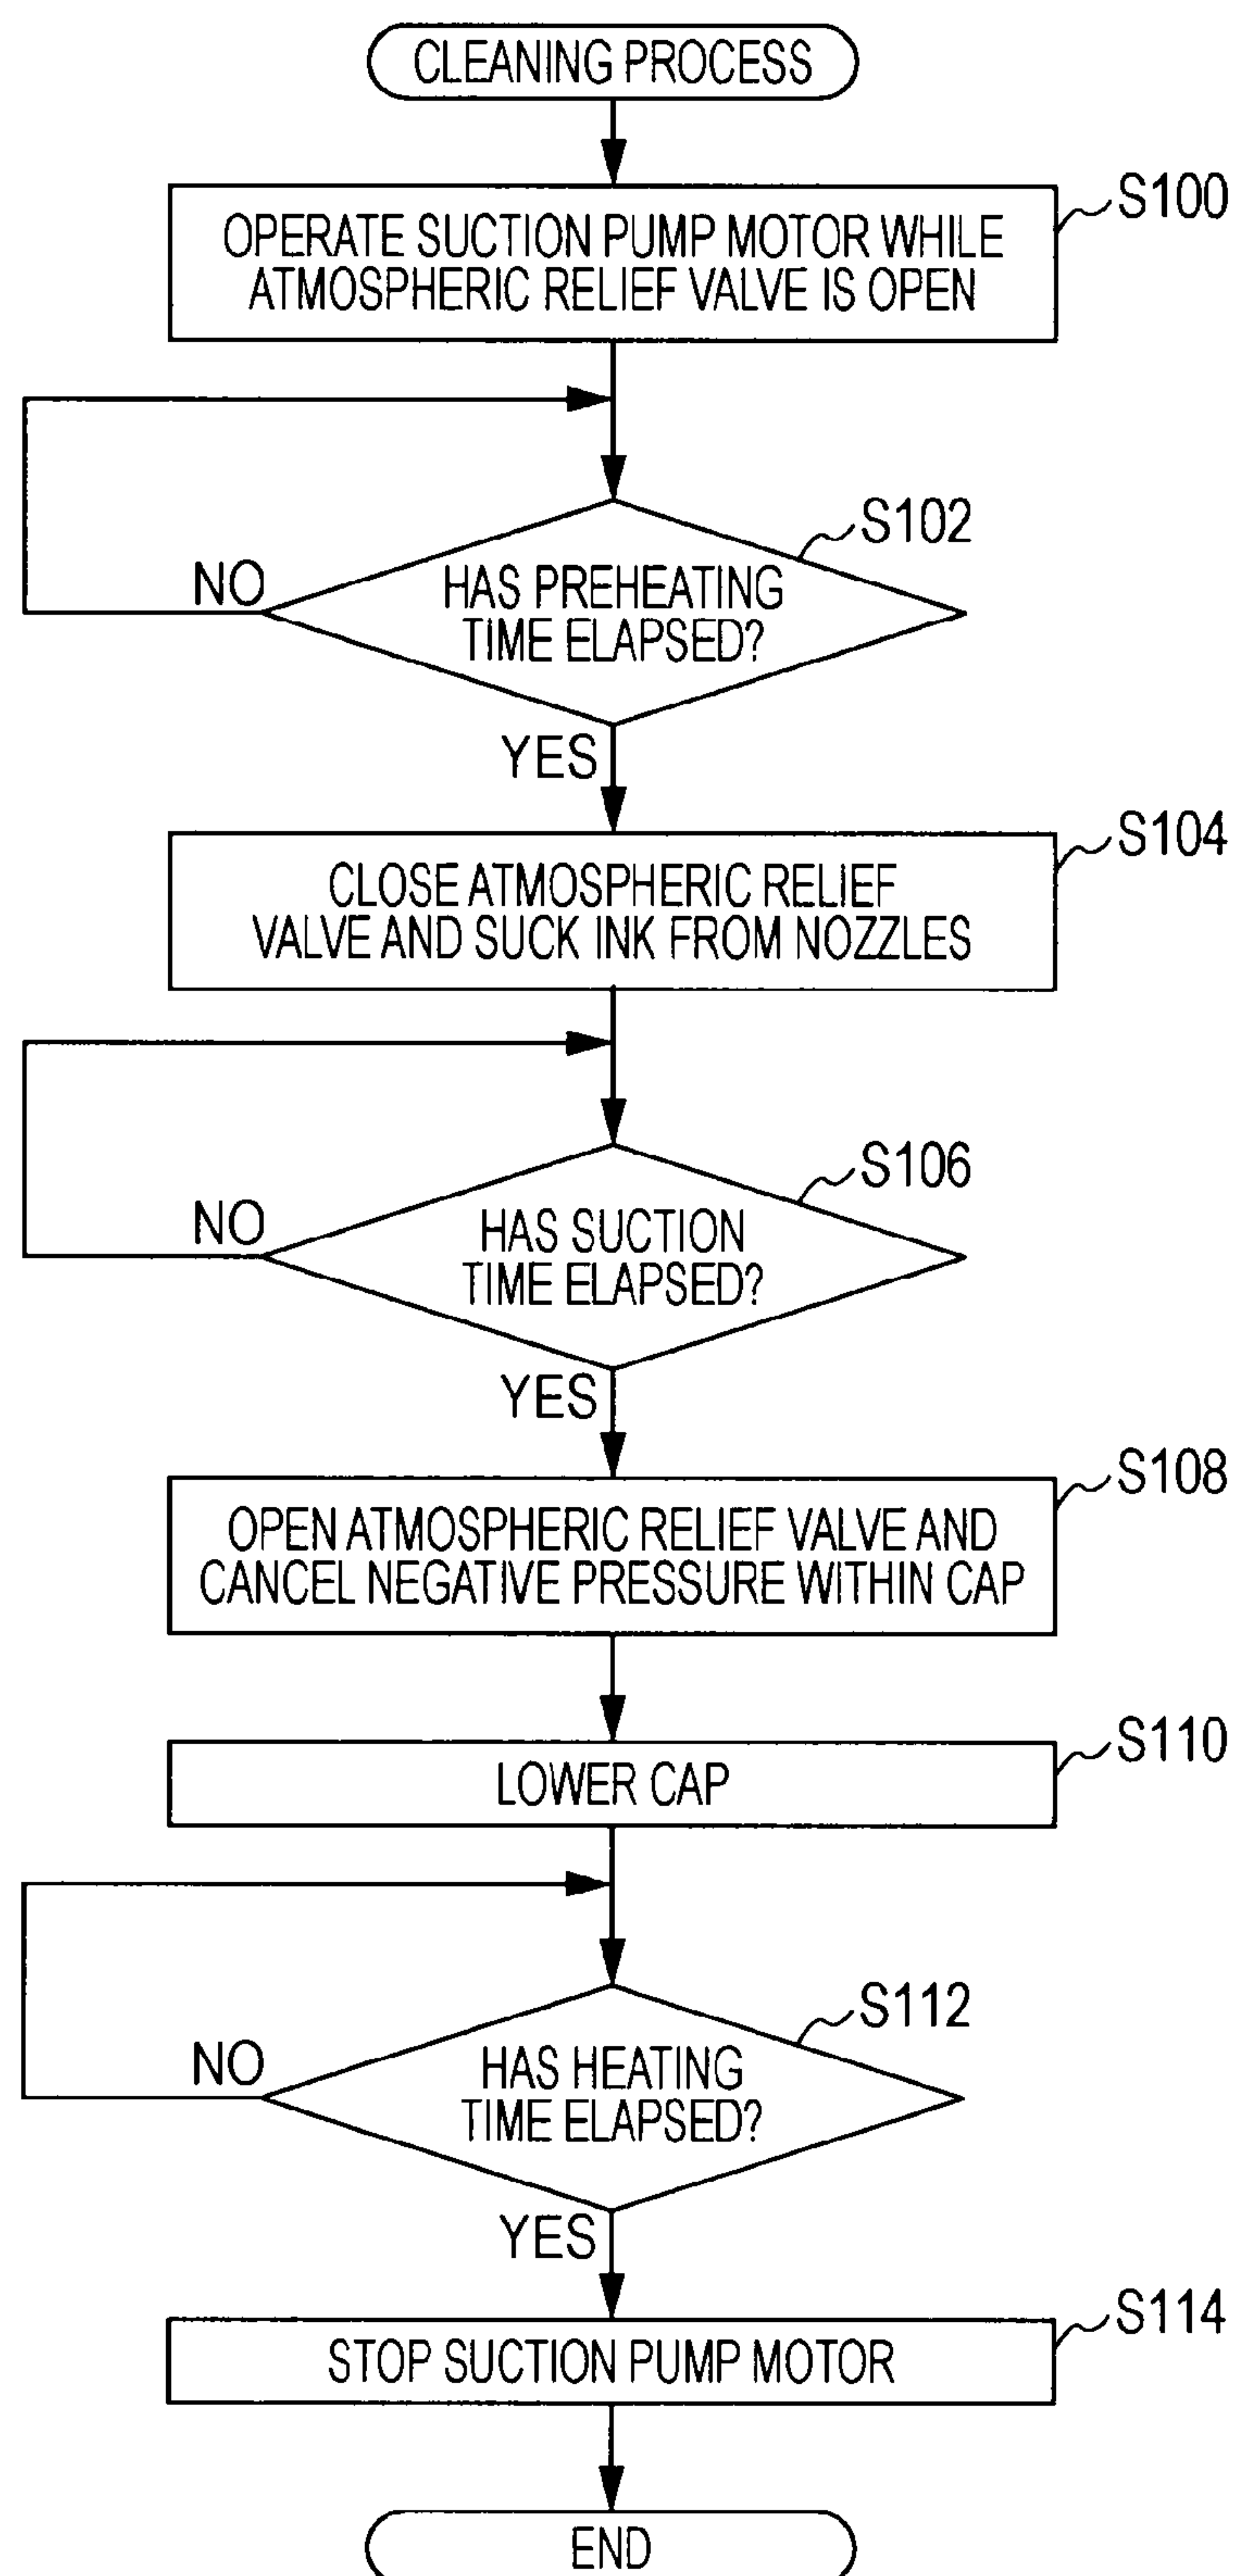 CLEANING PROCESS
S100
OPERATE SUCTION PUMP MOTOR WHILE
ATMOSPHERIC RELIEF VALVE IS OPEN
S102
NO
HAS PREHEATING
TIME ELAPSED?
YES
S104
CLOSE ATMOSPHERIC RELIEF
VALVE AND SUCK INK FROM NOZZLES
S106
NO
HAS SUCTION
TIME ELAPSED?
YES
S108
OPEN ATMOSPHERIC RELIEF VALVE AND
CANCEL NEGATIVE PRESSURE WITHIN CAP
S110
LOWER CAP
S112
NO
HAS HEATING
TIME ELAPSED?
YES
S114
STOP SUCTION PUMP MOTOR
END